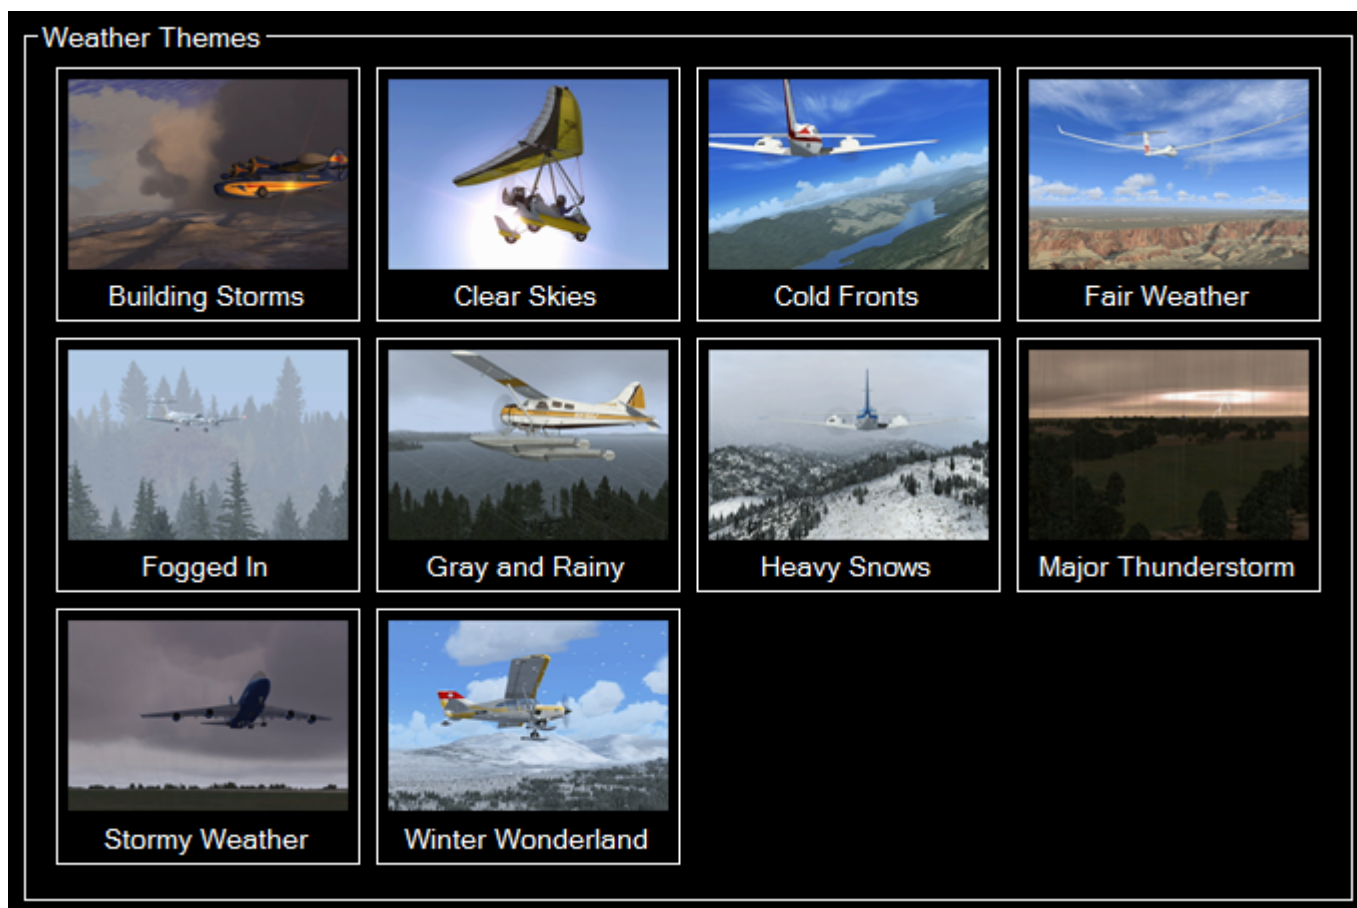 Weather Themes
Building Storms
Clear Skies
Cold Fronts
Fair Weather
Fogged In
Gray and Rainy
Heavy Snows
Major Thunderstorm
Stormy Weather
Winter Wonderland